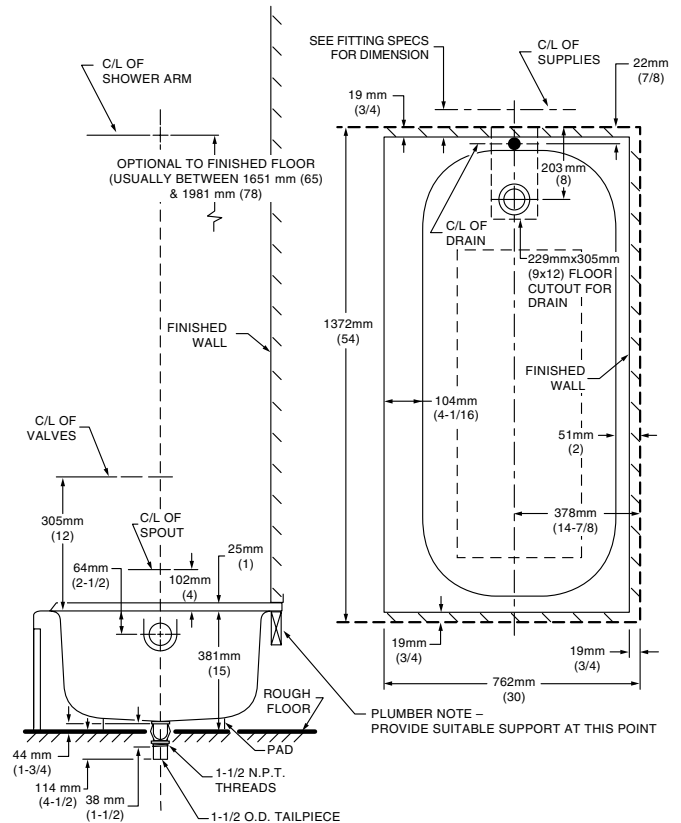 C/L OF
SHOWER ARM
OPTIONAL TO FINISHED FLOOR
(USUALLY BETWEEN 1651 mm (65)
& 1981 mm (78)
FINISHED
WALL
C/L OF
VALVES
305mm
(12)
C/L OF
SPOUT
64mm
(2-1/2)
102mm
(4)
25mm
(1)
381mm
(15)
ROUGH
FLOOR
PAD
44 mm
(1-3/4)
114 mm
(4-1/2)
38 mm
(1-1/2)
1-1/2 N.P.T.
THREADS
1-1/2 O.D. TAILPIECE
SEE FITTING SPECS
FOR DIMENSION
C/L OF
SUPPLIES
22mm
(7/8)
19 mm
(3/4)
203mm
(8)
C/L OF
DRAIN
229mmx305mm
(9x12) FLOOR
CUTOUT FOR
DRAIN
1372mm
(54)
FINISHED
WALL
104mm
(4-1/16)
51mm
(2)
378mm
(14-7/8)
19mm
(3/4)
19mm
(3/4)
762mm
(30)
PLUMBER NOTE –
PROVIDE SUITABLE SUPPORT AT THIS POINT